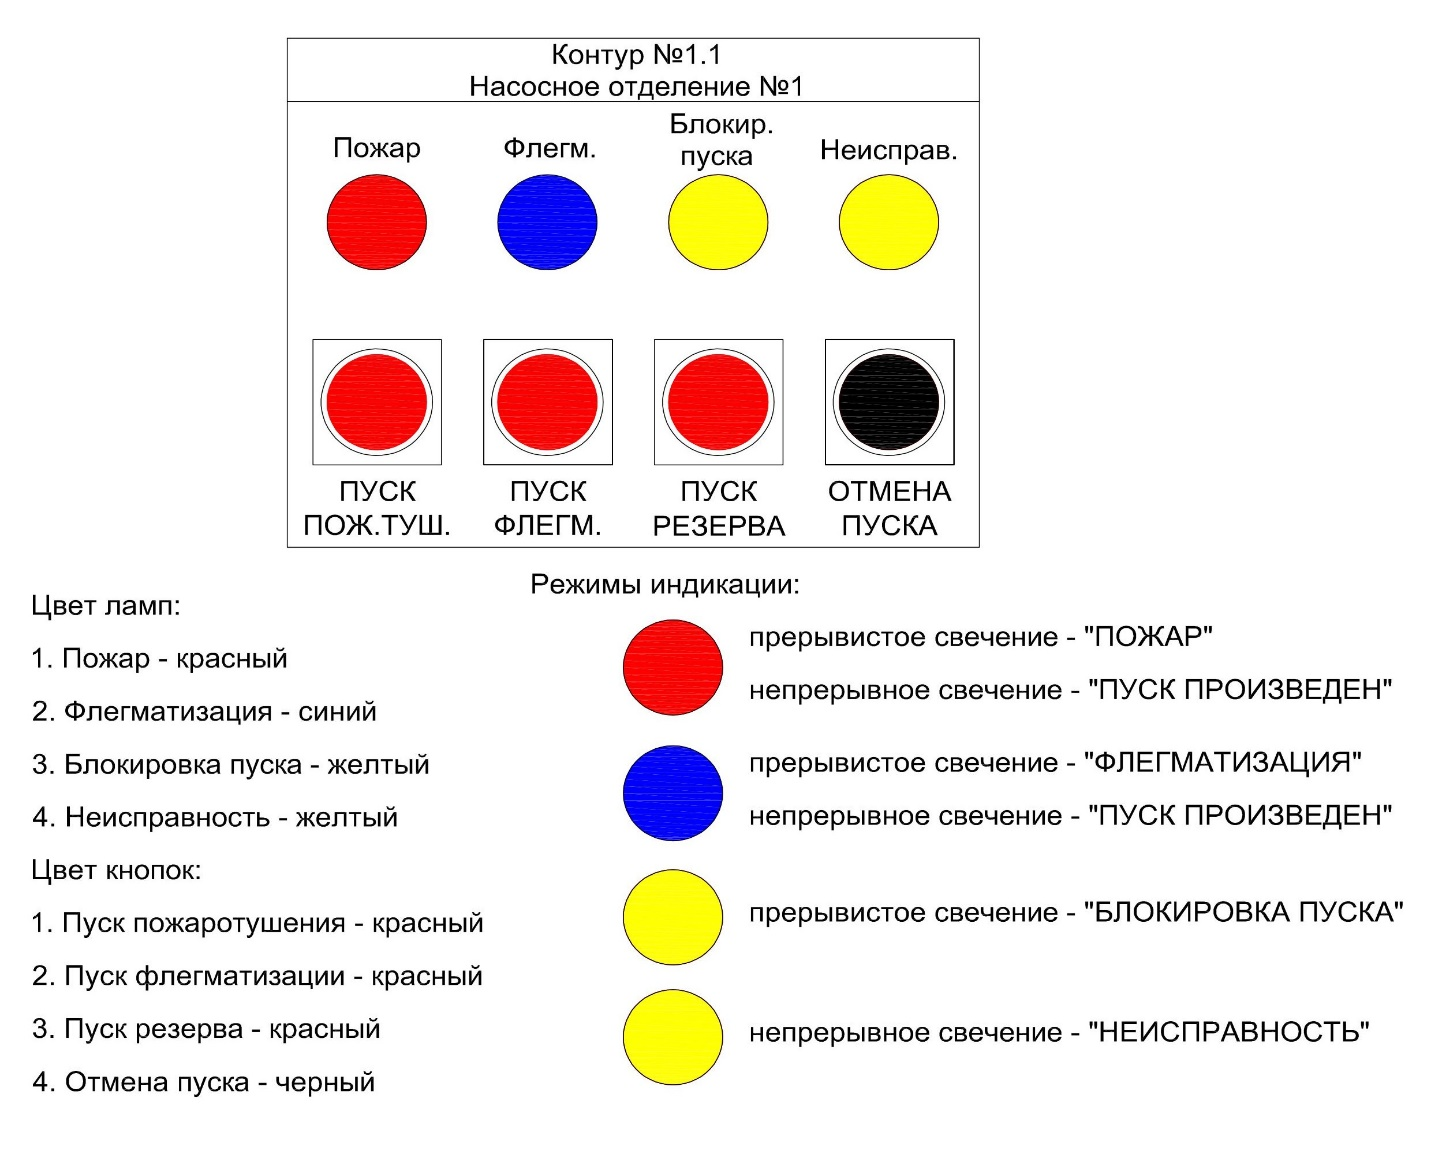 Контур №1.1
Насосное отделение №1
Пожар
Флегм.
Блокир.
пуска
Неисправ.
ПУСК
ПОЖ.ТУШ.
ПУСК
ФЛЕГМ.
ПУСК
РЕЗЕРВА
ОТМЕНА
ПУСКА
Цвет ламп:
1. Пожар - красный
2. Флегматизация - синий
3. Блокировка пуска - желтый
4. Неисправность - желтый
Цвет кнопок:
1. Пуск пожаротушения - красный
2. Пуск флегматизации - красный
3. Пуск резерва - красный
4. Отмена пуска - черный
Режимы индикации:
прерывистое свечение - "ПОЖАР"
непрерывное свечение - "ПУСК ПРОИЗВЕДЕН"
прерывистое свечение - "ФЛЕГМАТИЗАЦИЯ"
непрерывное свечение - "ПУСК ПРОИЗВЕДЕН"
прерывистое свечение - "БЛОКИРОВКА ПУСКА"
непрерывное свечение - "НЕИСПРАВНОСТЬ"